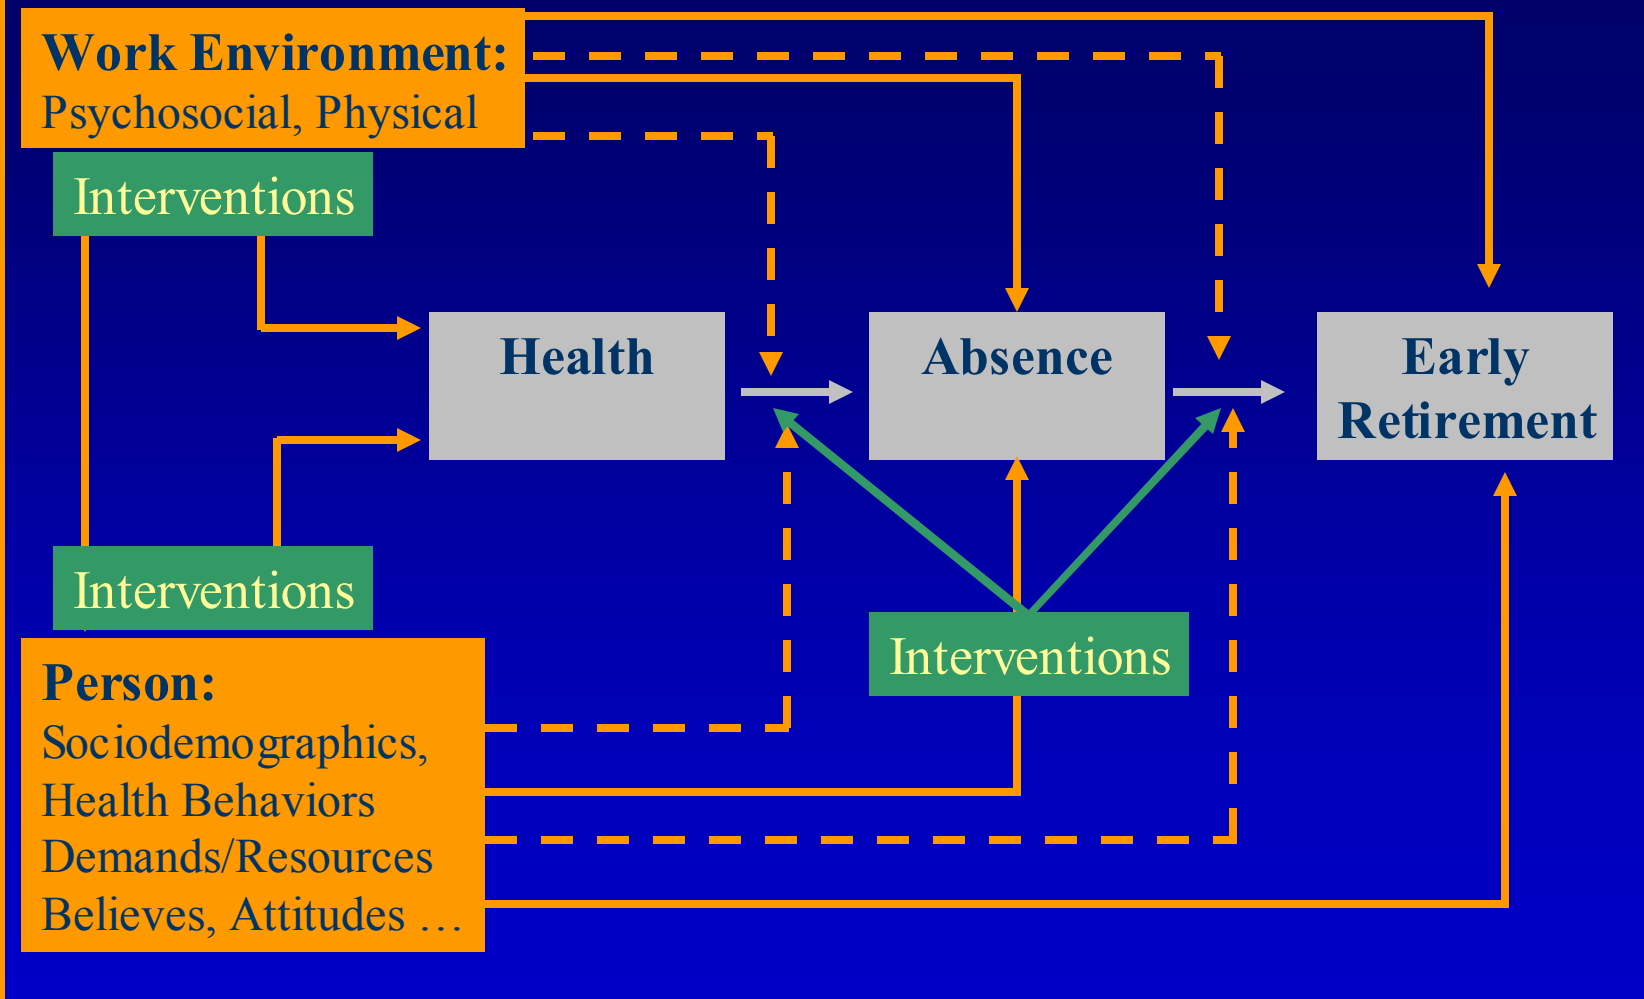 Work Environment:
Psychosocial, Physical
Interventions
Health
Absence
Early
Retirement
Interventions
Interventions
Person:
Sociodemographics,
Health Behaviors
Demands/Resources
Believes, Attitudes …